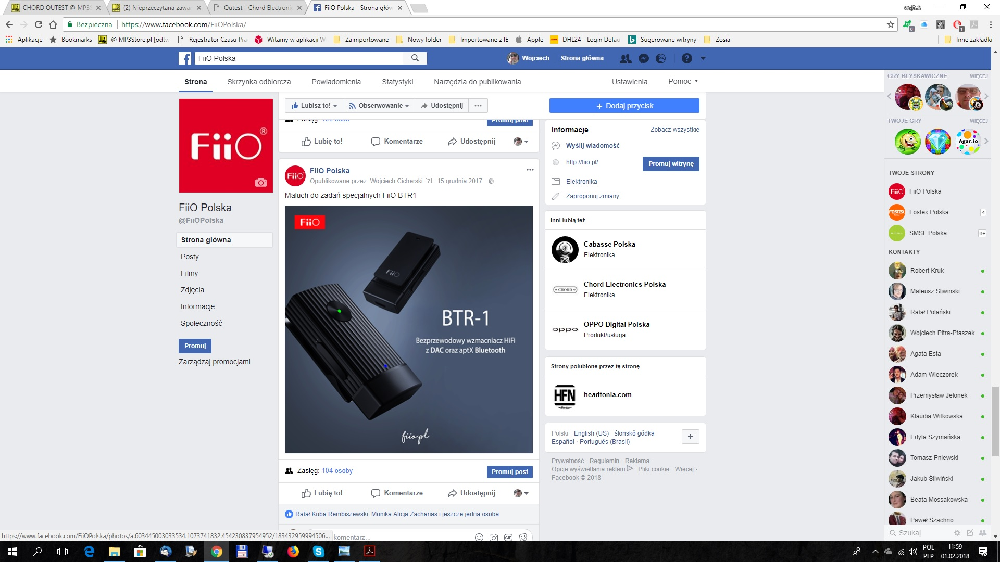 CHORD QUTEST @ MP3S
(2) Nieprzeczytana zawar
Qutest - Chord Electronic
FiiO Polska - Strona głów
wojtek
Bezpieczna
https://www.facebook.com/FiiOPolska/
Aplikacje
Bookmarks
@ MP3Store.pl [odtw
Rejestrator Czasu Pra
Witamy w aplikacji W
Zaimportowane
Nowy folder
Importowane z IE
Apple
DHL24 - Login Defau
Sugerowane witryny
Zosia
Inne zakładki
FiiO Polska
Wojciech
Strona główna
Strona
Skrzynka odbiorcza
Powiadomienia
Statystyki
Narzędzia do publikowania
Ustawienia
Pomoc
FiiO®
FiiO Polska
@FiiOPolska
Strona główna
Posty
Filmy
Zdjęcia
Informacje
Społeczność
Promuj
Zarządzaj promocjami
Lubisz to!
Obserwowanie
Udostępnij
Zasięg: 100 osób
Promuj post
Lubię to!
Komentarze
Udostępnij
FiiO
FiiO Polska
Opublikowane przez: Wojciech Cicherski [?] · 15 grudnia 2017 ·
Maluch do zadań specjalnych FiiO BTR1
FiiO
FiiO
BTR-1
Bezprzewodowy wzmacniacz HiFi
z DAC oraz aptX Bluetooth
fiio.pl
Zasięg: 104 osoby
Promuj post
Lubię to!
Komentarze
Udostępnij
Rafał Kuba Rembiszewski, Monika Alicja Zacharias i jeszcze jedna osoba
komentarz...
GIF
https://www.facebook.com/FiiOPolska/photos/a.603445003033534.1073741832.454230837954952/183432959994506...
+ Dodaj przycisk
Informacje
Zobacz wszystkie
Wyślij wiadomość
http://fiio.pl/
Promuj witrynę
Elektronika
Zaproponuj zmiany
Inni lubią też
Cabasse Polska
Elektronika
CHORD
Chord Electronics Polska
Elektronika
oppo
OPPO Digital Polska
Produkt/usługa
Strony polubione przez tę stronę
HFN
headfonia.com
Polski · English (US) · ślōnskŏ gŏdka ·
Español · Português (Brasil)
Prywatność · Regulamin · Reklama ·
Opcje wyświetlania reklam · Pliki cookie · Więcej
Facebook © 2018
GRY BŁYSKAWICZNE
WIĘCEJ
8
TWOJE GRY
WIĘCEJ
Agar.io
TWOJE STRONY
FiiO
FiiO Polska
Fostex
Fostex Polska
4
SMSL Polska
9+
KONTAKTY
Robert Kruk
Mateusz Sliwinski
Rafał Polański
Wojciech Pitra-Ptaszek
Agata Esta
Adam Wieczorek
Przemysław Jelonek
Klaudia Witkowska
Edyta Szymańska
Tomasz Pniewski
Jakub Śliwiński
Beata Mossakowska
Paweł Szachno
Szukaj
POL
PLP
11:59
01.02.2018